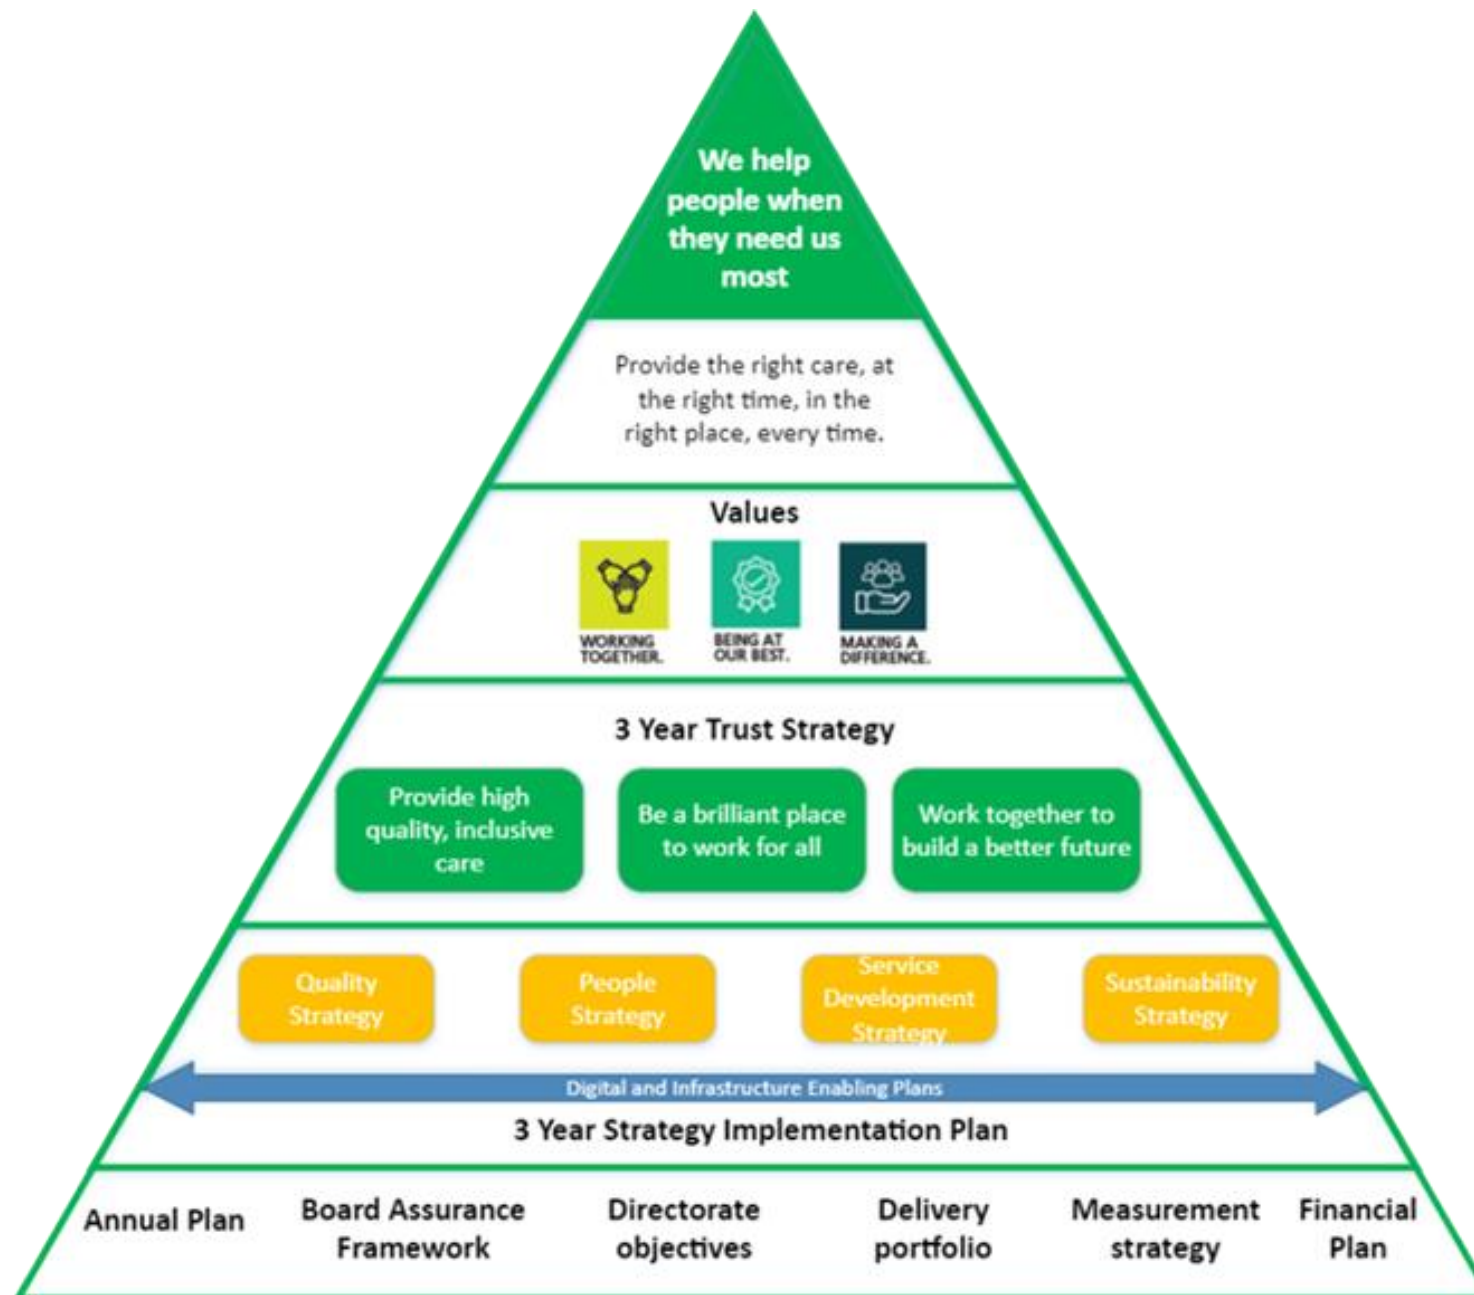 We help
people when
they need us
most
Provide the right care, at
the right time, in the
right place, every time.
Values
WORKING
TOGETHER.
BEING AT
OUR BEST.
MAKING A
DIFFERENCE.
3 Year Trust Strategy
Provide high
quality, inclusive
care
Be a brilliant place
to work for all
Work together to
build a better future
Quality
Strategy
People
Strategy
Service
Development
Strategy
Sustainability
Strategy
Digital and Infrastructure Enabling Plans
3 Year Strategy Implementation Plan
Annual Plan
Board Assurance
Framework
Directorate
objectives
Delivery
portfolio
Measurement
strategy
Financial
Plan